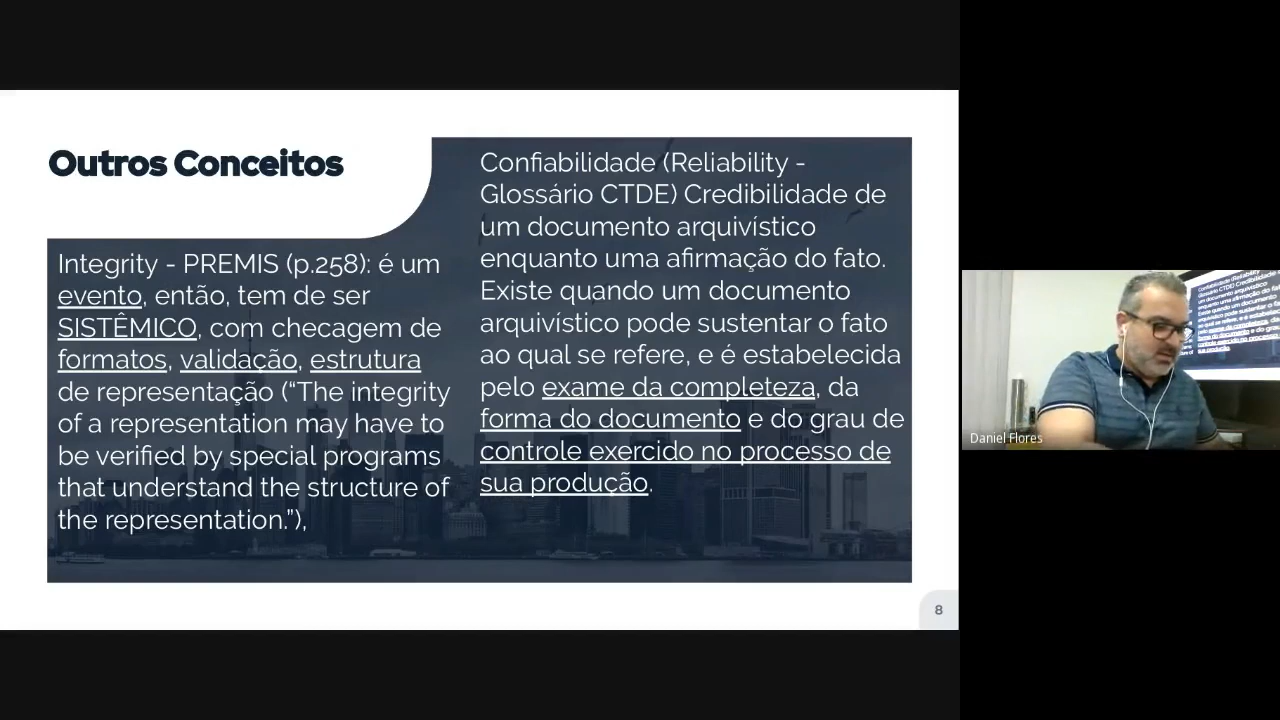 Outros Conceitos
Integrity - PREMIS (p.258): é um
evento, então, tem de ser
SISTÊMICO, com checagem de
formatos, validação, estrutura
de representação (“The integrity
of a representation may have to
be verified by special programs
that understand the structure of
the representation.”),
Confiabilidade (Reliability -
Glossário CTDE) Credibilidade de
um documento arquivístico
enquanto uma afirmação do fato.
Existe quando um documento
arquivístico pode sustentar o fato
ao qual se refere, e é estabelecida
pelo exame da completeza, da
forma do documento e do grau de
controle exercido no processo de
sua produção.
8
Daniel Flores